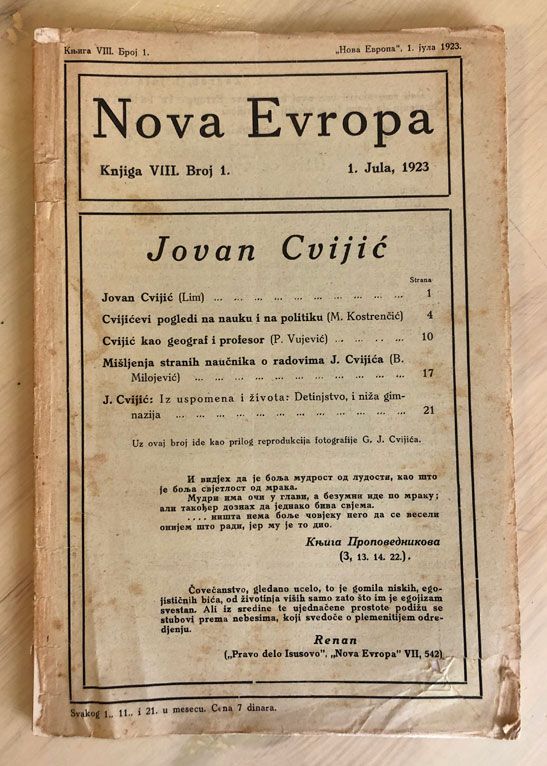 Књига VIII. Број 1.
„Нова Европа“, 1. јула 1923.
Nova Evropa
Knjiga VIII. Broj 1.
1. Jula, 1923
Jovan Cvijić
Strana
Jovan Cvijić (Lim) ... ... ... ... ... ... ... ... ... ... 1
Cvijićevi pogledi na nauku i na politiku (M. Kostrenčić) 4
Cvijić kao geograf i profesor (P. Vujević) ... ... ... ... 10
Mišljenja stranih naučnika o radovima J. Cvijića (B.
Milojević) ... ... ... ... ... ... ... ... ... ... ... 17
J. Cvijić: Iz uspomena i života: Detinjstvo, i niža gim-
nazija ... ... ... ... ... ... ... ... ... ... ... ... 21
Uz ovaj broj ide kao prilog reprodukcija fotografije G. J. Cvijića.
И видјех да је боља мудрост од лудости, као што
је боља свјетлост од мрака.
Мудри има очи у глави, а безумни иде по мраку;
али такођер дознах да једнако бива свјема.
.... ништа нема боље човјеку него да се весели
онијем што ради, јер му је то дио.
Књига Проповедникова
(3, 13. 14. 22.).
Čovečanstvo, gledano ucelo, to je gomila niskih, ego-
jističnih bića, od životinja viših samo zato što im je egojizam
svestan. Ali iz sredine te ujednačene prostote podižu se
stubovi prema nebesima, koji svedoče o plemenitijem odre-
djenju.
Renan
(„Pravo delo Isusovo“, „Nova Evropa“ VII, 542)
Svakog 1., 11., i 21. u mesecu. Cena 7 dinara.